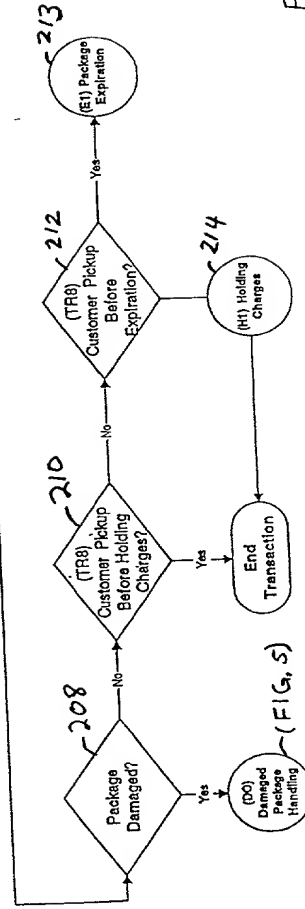 208
Package
Damaged?
Yes
(D0)
Damaged
Package
Handling
(FIG. 5)
No
210
(TR8)
Customer Pickup
Before Holding
Charges?
Yes
End
Transaction
No
212
(TR8)
Customer Pickup
Before
Expiration?
Yes
213
(E1) Package
Expiration
214
(H1) Holding
Charges